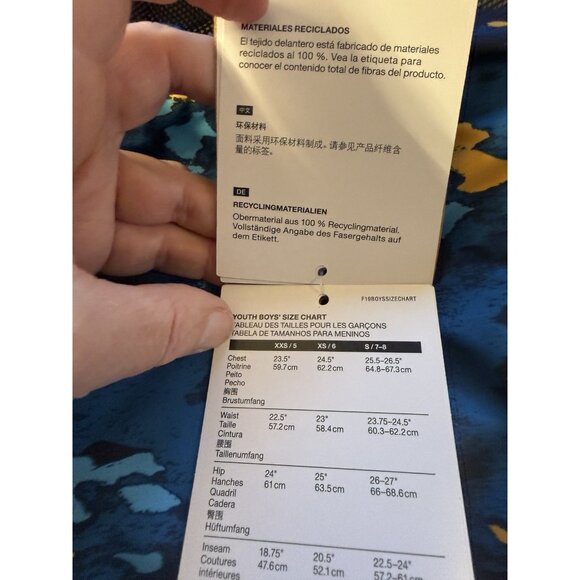 MATERIALES RECICLADOS
El tejido delantero está fabricado de materiales
reciclados al 100 %. Vea la etiqueta para
conocer el contenido total de fibras del producto.
中文
环保材料
面料采用环保材料制成。请参见产品纤维含
量的标签。
DE
RECYCLINGMATERIALIEN
Obermaterial aus 100 % Recyclingmaterial.
Vollständige Angabe des Fasergehalts auf
dem Etikett.
F19BOYSSIZECHART
YOUTH BOYS' SIZE CHART
TABLEAU DES TAILLES POUR LES GARÇONS
TABELA DE TAMANHOS PARA MENINOS
XXS / 5 XS / 6 S / 7–8
Chest 23.5" 24.5" 25.5–26.5"
Poitrine 59.7cm 62.2cm 64.8–67.3cm
Peito
Pecho
胸围
Brustumfang
Waist 22.5" 23" 23.75–24.5"
Taille 57.2cm 58.4cm 60.3–62.2cm
Cintura
腰围
Taillenumfang
Hip 24" 25" 26–27"
Hanches 61cm 63.5cm 66–68.6cm
Quadril
Cadera
臀围
Hüftumfang
Inseam 18.75" 20.5" 22.5–24"
Coutures 47.6cm 52.1cm 57.2–61cm
intérieures